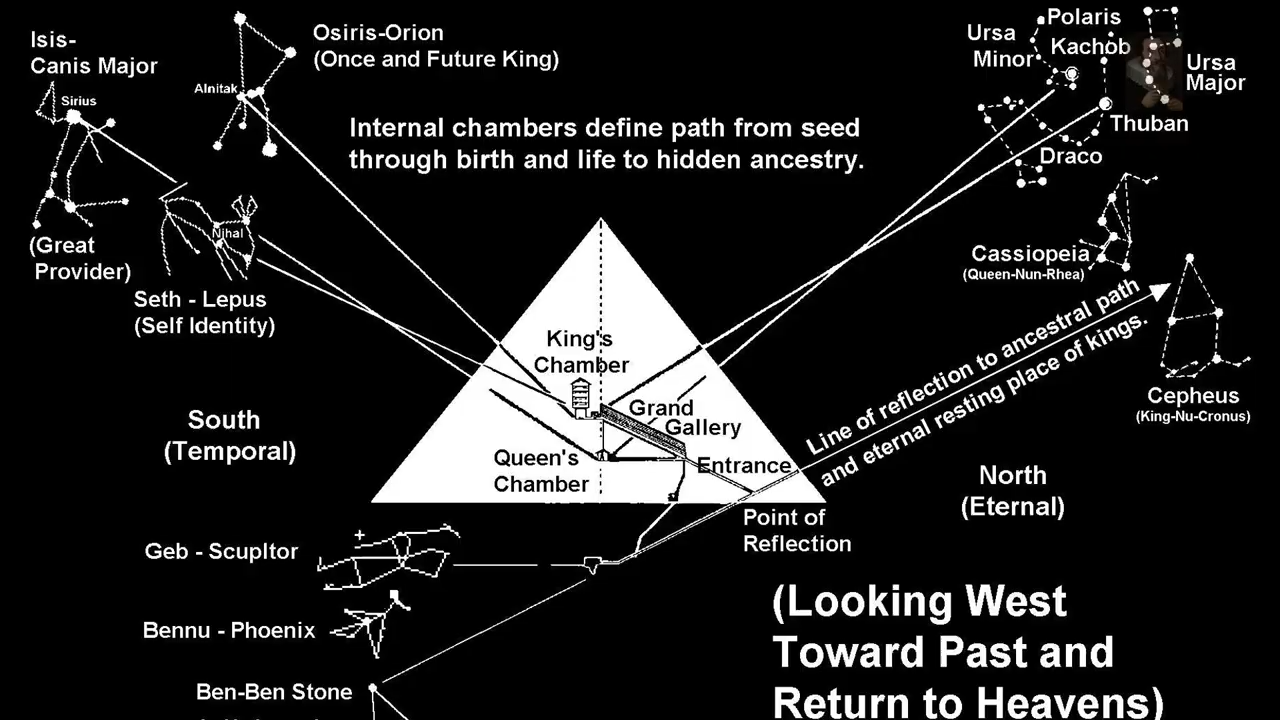 Isis-
Canis Major
Sirius
Osiris-Orion
(Once and Future King)
Alnitak
Internal chambers define path from seed
through birth and life to hidden ancestry.
Ursa
Minor
Polaris
Kachob
Ursa
Major
Thuban
Draco
(Great
Provider)
Nihal
Seth - Lepus
(Self Identity)
Cassiopeia
(Queen-Nun-Rhea)
Cepheus
(King-Nu-Cronus)
King's
Chamber
Grand
Gallery
Queen's
Chamber
Entrance
Line of reflection to ancestral path
and eternal resting place of kings.
South
(Temporal)
North
(Eternal)
Point of
Reflection
Geb - Scupltor
Bennu - Phoenix
Ben-Ben Stone
(Looking West
Toward Past and
Return to Heavens)